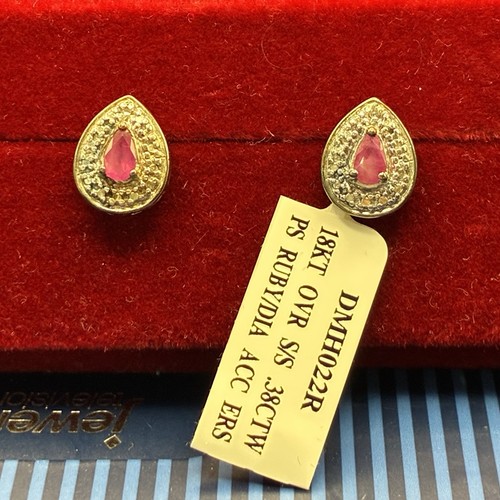 DMH022R
18KT OVR S/S .38CTW
PS RUBY/DIA ACC ERS